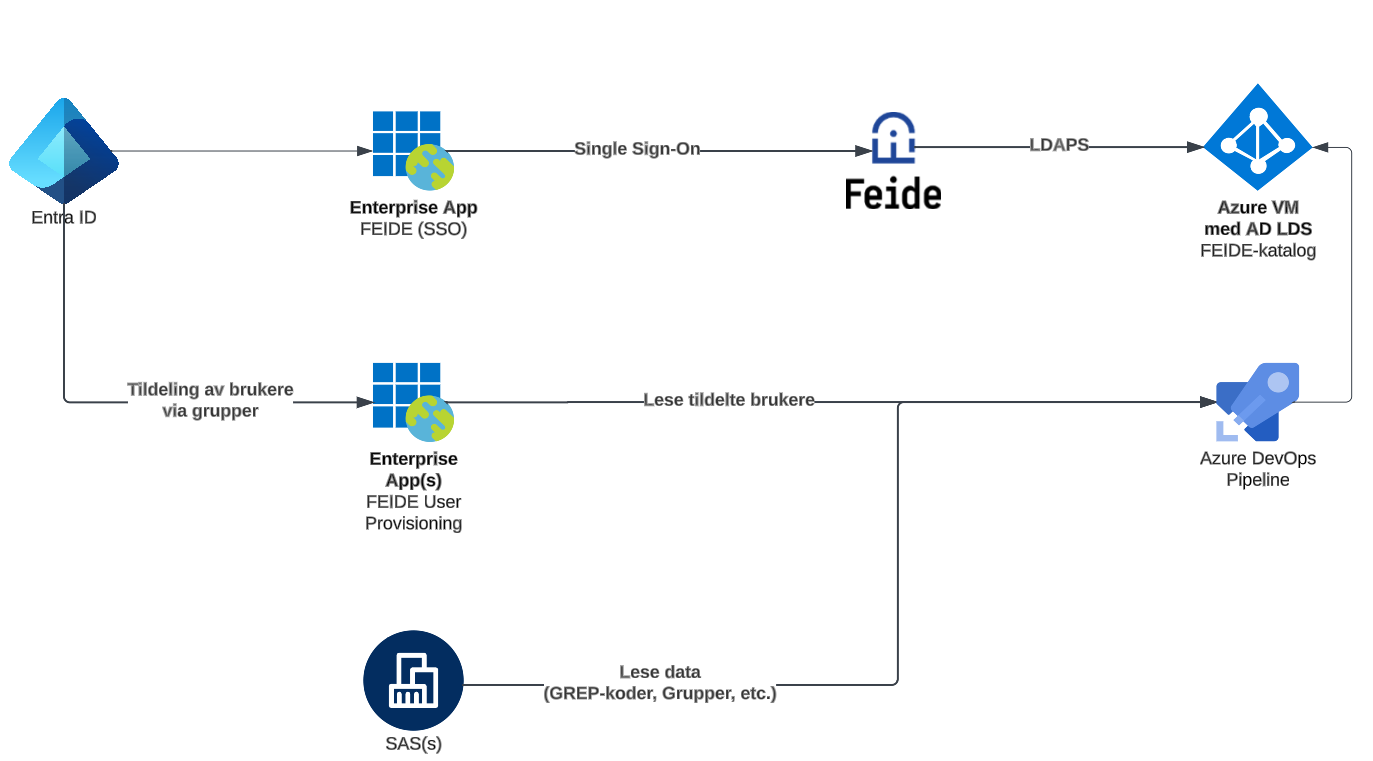 Entra ID
Enterprise App
FEIDE (SSO)
Single Sign-On
Feide
LDAPS
Azure VM
med AD LDS
FEIDE-katalog
Tildeling av brukere
via grupper
Enterprise
App(s)
FEIDE User
Provisioning
Lese tildelte brukere
Azure DevOps
Pipeline
Lese data
(GREP-koder, Grupper, etc.)
SAS(s)